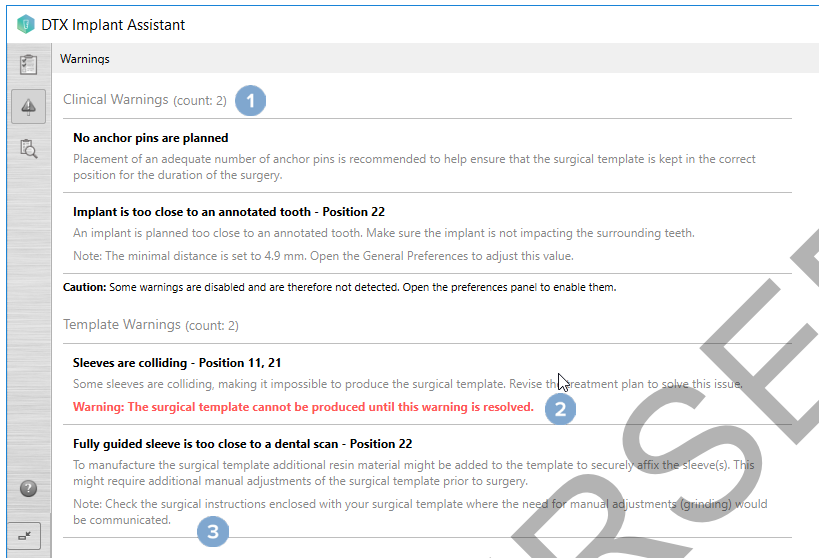 DTX Implant Assistant
Warnings
Clinical Warnings (count: 2) 1
No anchor pins are planned
Placement of an adequate number of anchor pins is recommended to help ensure that the surgical template is kept in the correct
position for the duration of the surgery.
Implant is too close to an annotated tooth - Position 22
An implant is planned too close to an annotated tooth. Make sure the implant is not impacting the surrounding teeth.
Note: The minimal distance is set to 4.9 mm. Open the General Preferences to adjust this value.
Caution: Some warnings are disabled and are therefore not detected. Open the preferences panel to enable them.
Template Warnings (count: 2)
Sleeves are colliding - Position 11, 21
Some sleeves are colliding, making it impossible to produce the surgical template. Revise the treatment plan to solve this issue.
Warning: The surgical template cannot be produced until this warning is resolved. 2
Fully guided sleeve is too close to a dental scan - Position 22
To manufacture the surgical template additional resin material might be added to the template to securely affix the sleeve(s). This
might require additional manual adjustments of the surgical template prior to surgery.
Note: Check the surgical instructions enclosed with your surgical template where the need for manual adjustments (grinding) would
be communicated.
3
?
RSE